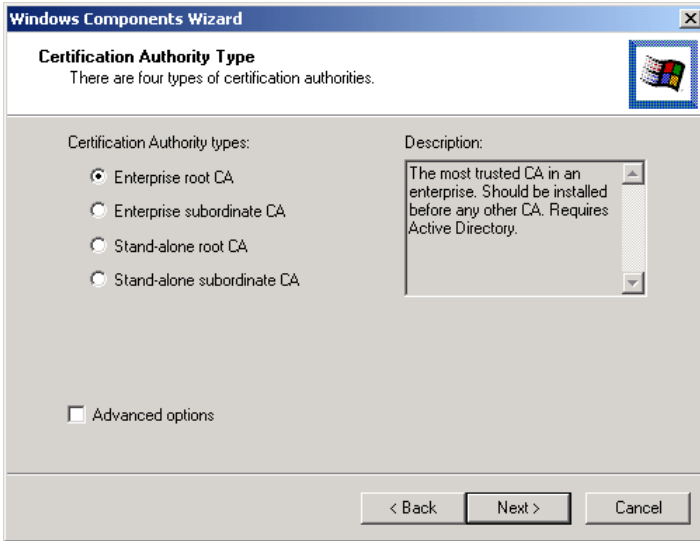 Windows Components Wizard
Certification Authority Type
There are four types of certification authorities.
Certification Authority types:
Enterprise root CA
Enterprise subordinate CA
Stand-alone root CA
Stand-alone subordinate CA
Description:
The most trusted CA in an
enterprise. Should be installed
before any other CA. Requires
Active Directory.
Advanced options
< Back
Next >
Cancel